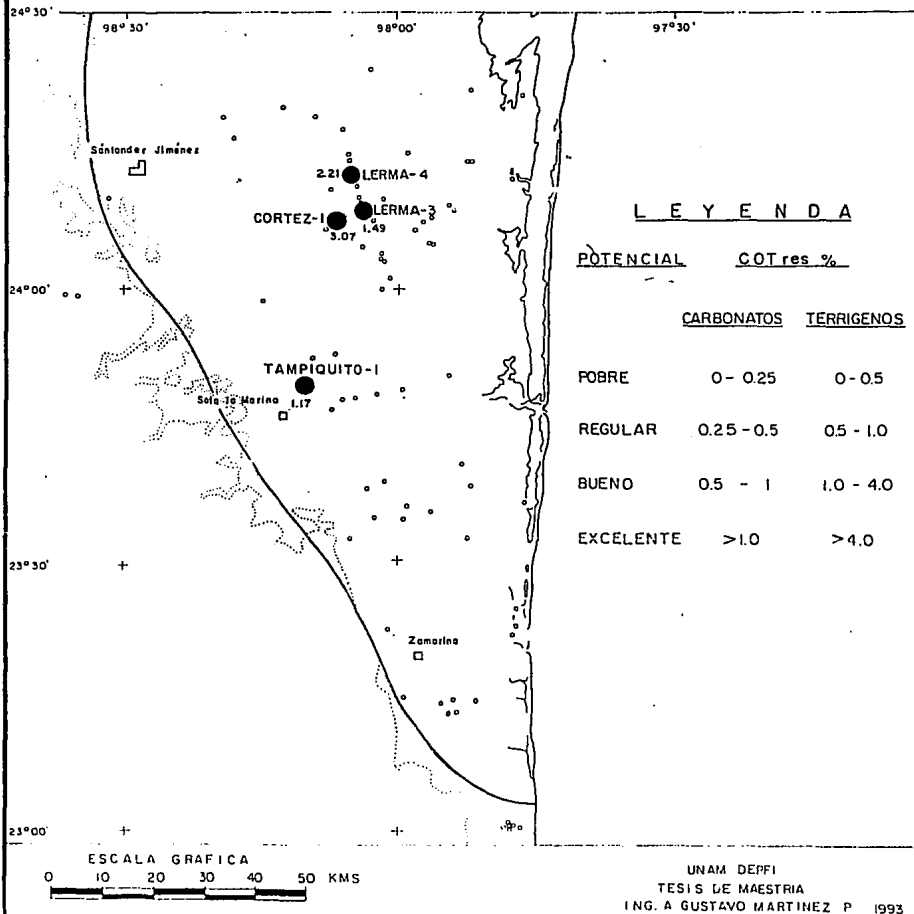 24°30'
98°30'
98°00'
97°30'
Santander Jiménez
2.21 LERMA-4
LERMA-3
CORTEZ-1
1.49
3.07
24°00'
TAMPIQUITO-1
Soto la Marina
1.17
23°30'
Zamorina
23°00'
LEYENDA
POTENCIAL COT res %
CARBONATOS TERRIGENOS
POBRE 0-0.25 0-0.5
REGULAR 0.25-0.5 0.5-1.0
BUENO 0.5 - 1 1.0-4.0
EXCELENTE >1.0 >4.0
ESCALA GRAFICA
0 10 20 30 40 50 KMS
UNAM DEPFI
TESIS DE MAESTRIA
ING. A GUSTAVO MARTINEZ P 1993